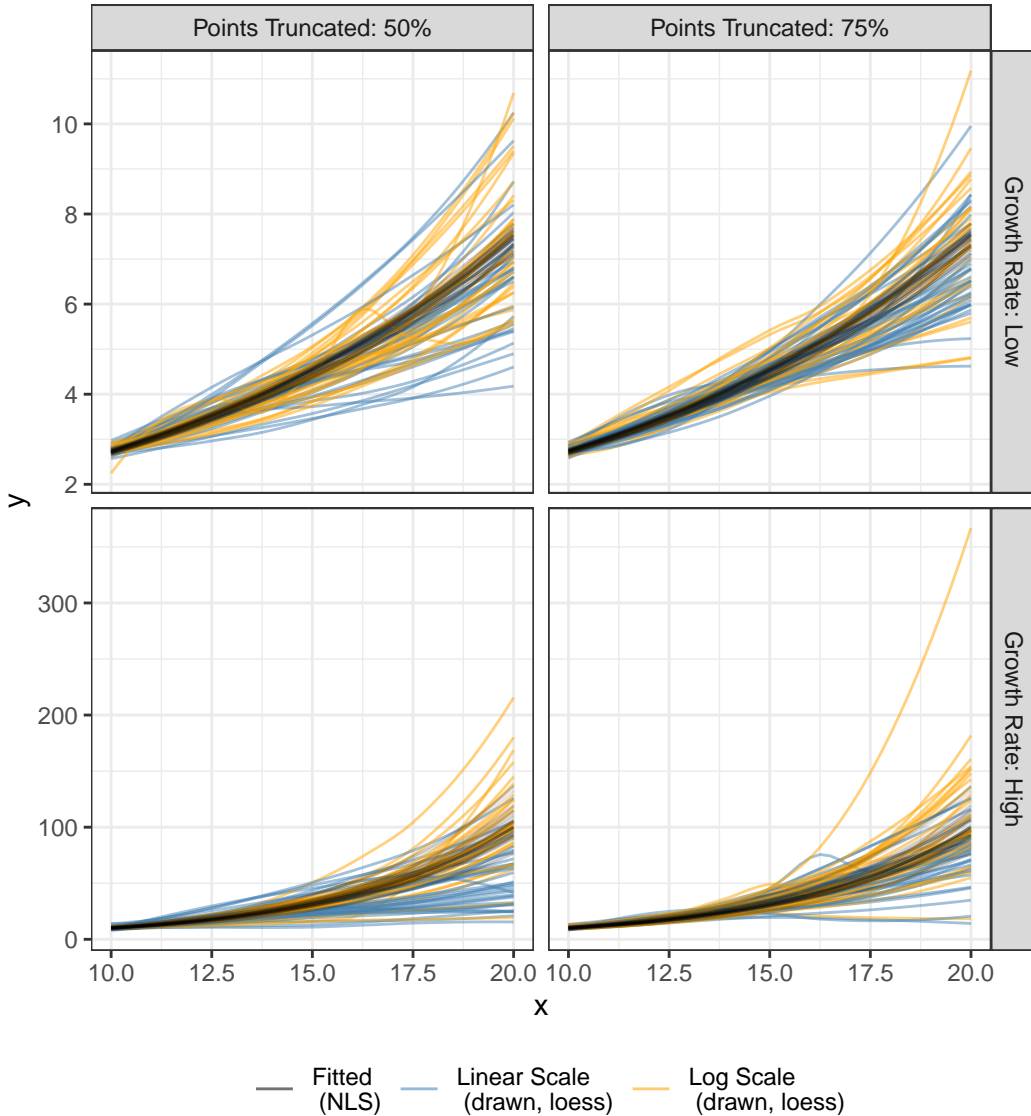 Points Truncated: 50%
Points Truncated: 75%
10
8
6
4
2
Growth Rate: Low
y
300
200
100
0
Growth Rate: High
10.0 12.5 15.0 17.5 20.0
10.0 12.5 15.0 17.5 20.0
x
Fitted
(NLS)
Linear Scale
(drawn, loess)
Log Scale
(drawn, loess)